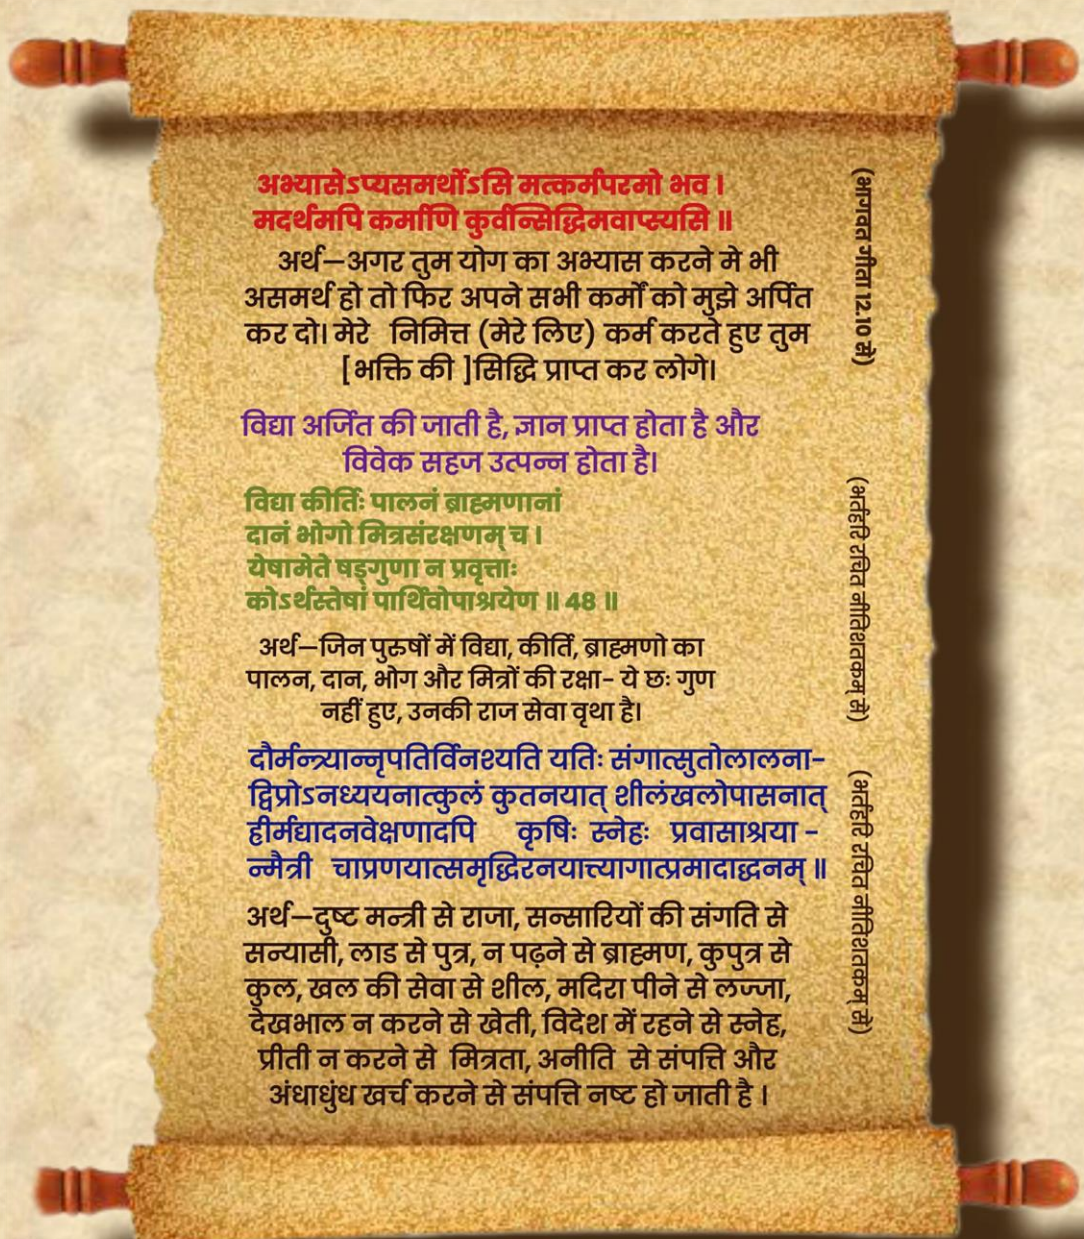 अभ्यासेऽप्यसमर्थोऽसि मत्कर्मपरमो भव ।
मदर्थमपि कर्माणि कुर्वन्सिद्धिमवाप्स्यसि ॥
अर्थ—अगर तुम योग का अभ्यास करने मे भी
असमर्थ हो तो फिर अपने सभी कर्मों को मुझे अर्पित
कर दो। मेरे निमित्त (मेरे लिए) कर्म करते हुए तुम
[भक्ति की ]सिद्धि प्राप्त कर लोगे।
(भागवत गीता 12.10 से)
विद्या अर्जित की जाती है, ज्ञान प्राप्त होता है और
विवेक सहज उत्पन्न होता है।
विद्या कीर्तिः पालनं ब्राह्मणानां
दानं भोगो मित्रसंरक्षणम् च ।
येषामेते षड्गुणा न प्रवृत्ताः
कोऽर्थस्तेषां पार्थिवोपाश्रयेण ॥ 48 ॥
अर्थ—जिन पुरुषों में विद्या, कीर्ति, ब्राह्मणो का
पालन, दान, भोग और मित्रों की रक्षा- ये छः गुण
नहीं हुए, उनकी राज सेवा वृथा है।
(भर्तहरि रचित नीतिशतकम् से)
दौर्मन्त्र्यान्नृपतिर्विनश्यति यतिः संगात्सुतोलालना-
द्विप्रोऽनध्ययनात्कुलं कुतनयात् शीलंखलोपासनात्
ह्रीर्मद्यादनवेक्षणादपि कृषिः स्नेहः प्रवासाश्रया -
न्मैत्री चाप्रणयात्समृद्धिरनयात्त्यागात्प्रमादाद्धनम् ॥
अर्थ—दुष्ट मन्त्री से राजा, सन्सारियों की संगति से
सन्यासी, लाड से पुत्र, न पढ़ने से ब्राह्मण, कुपुत्र से
कुल, खल की सेवा से शील, मदिरा पीने से लज्जा,
देखभाल न करने से खेती, विदेश में रहने से स्नेह,
प्रीती न करने से मित्रता, अनीति से संपत्ति और
अंधाधुंध खर्च करने से संपत्ति नष्ट हो जाती है ।
(भर्तहरि रचित नीतिशतकम् से)